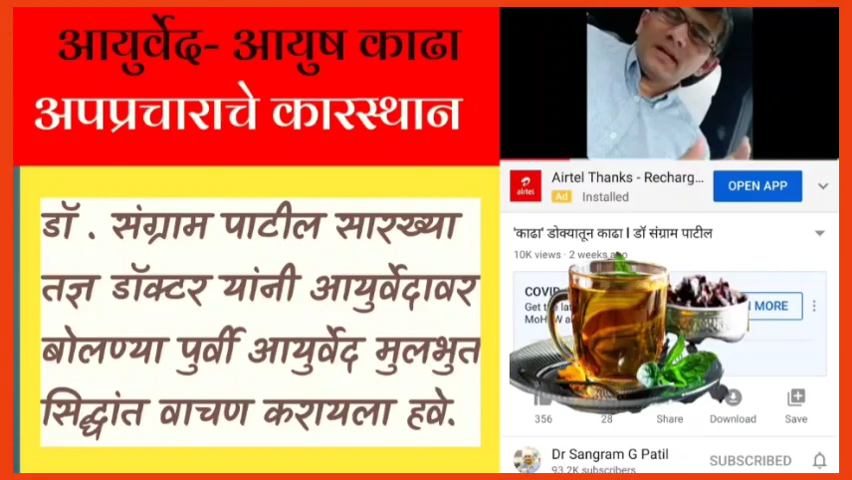 आयुर्वेद- आयुष काढा
अपप्रचाराचे कारस्थान
डॉ . संग्राम पाटील सारख्या
तज्ञ डॉक्टर यांनी आयुर्वेदावर
बोलण्या पुर्वी आयुर्वेद मुलभुत
सिद्धांत वाचण करायला हवे.
airtel
Airtel Thanks - Recharg...
Ad Installed
OPEN APP
'काढा' डोक्यातून काढा I डॉ संग्राम पाटील
10K views · 2 weeks ago
COVID
Get the
MORE
356
28
Share
Download
Save
Dr Sangram G Patil
93.2K subscribers
SUBSCRIBED